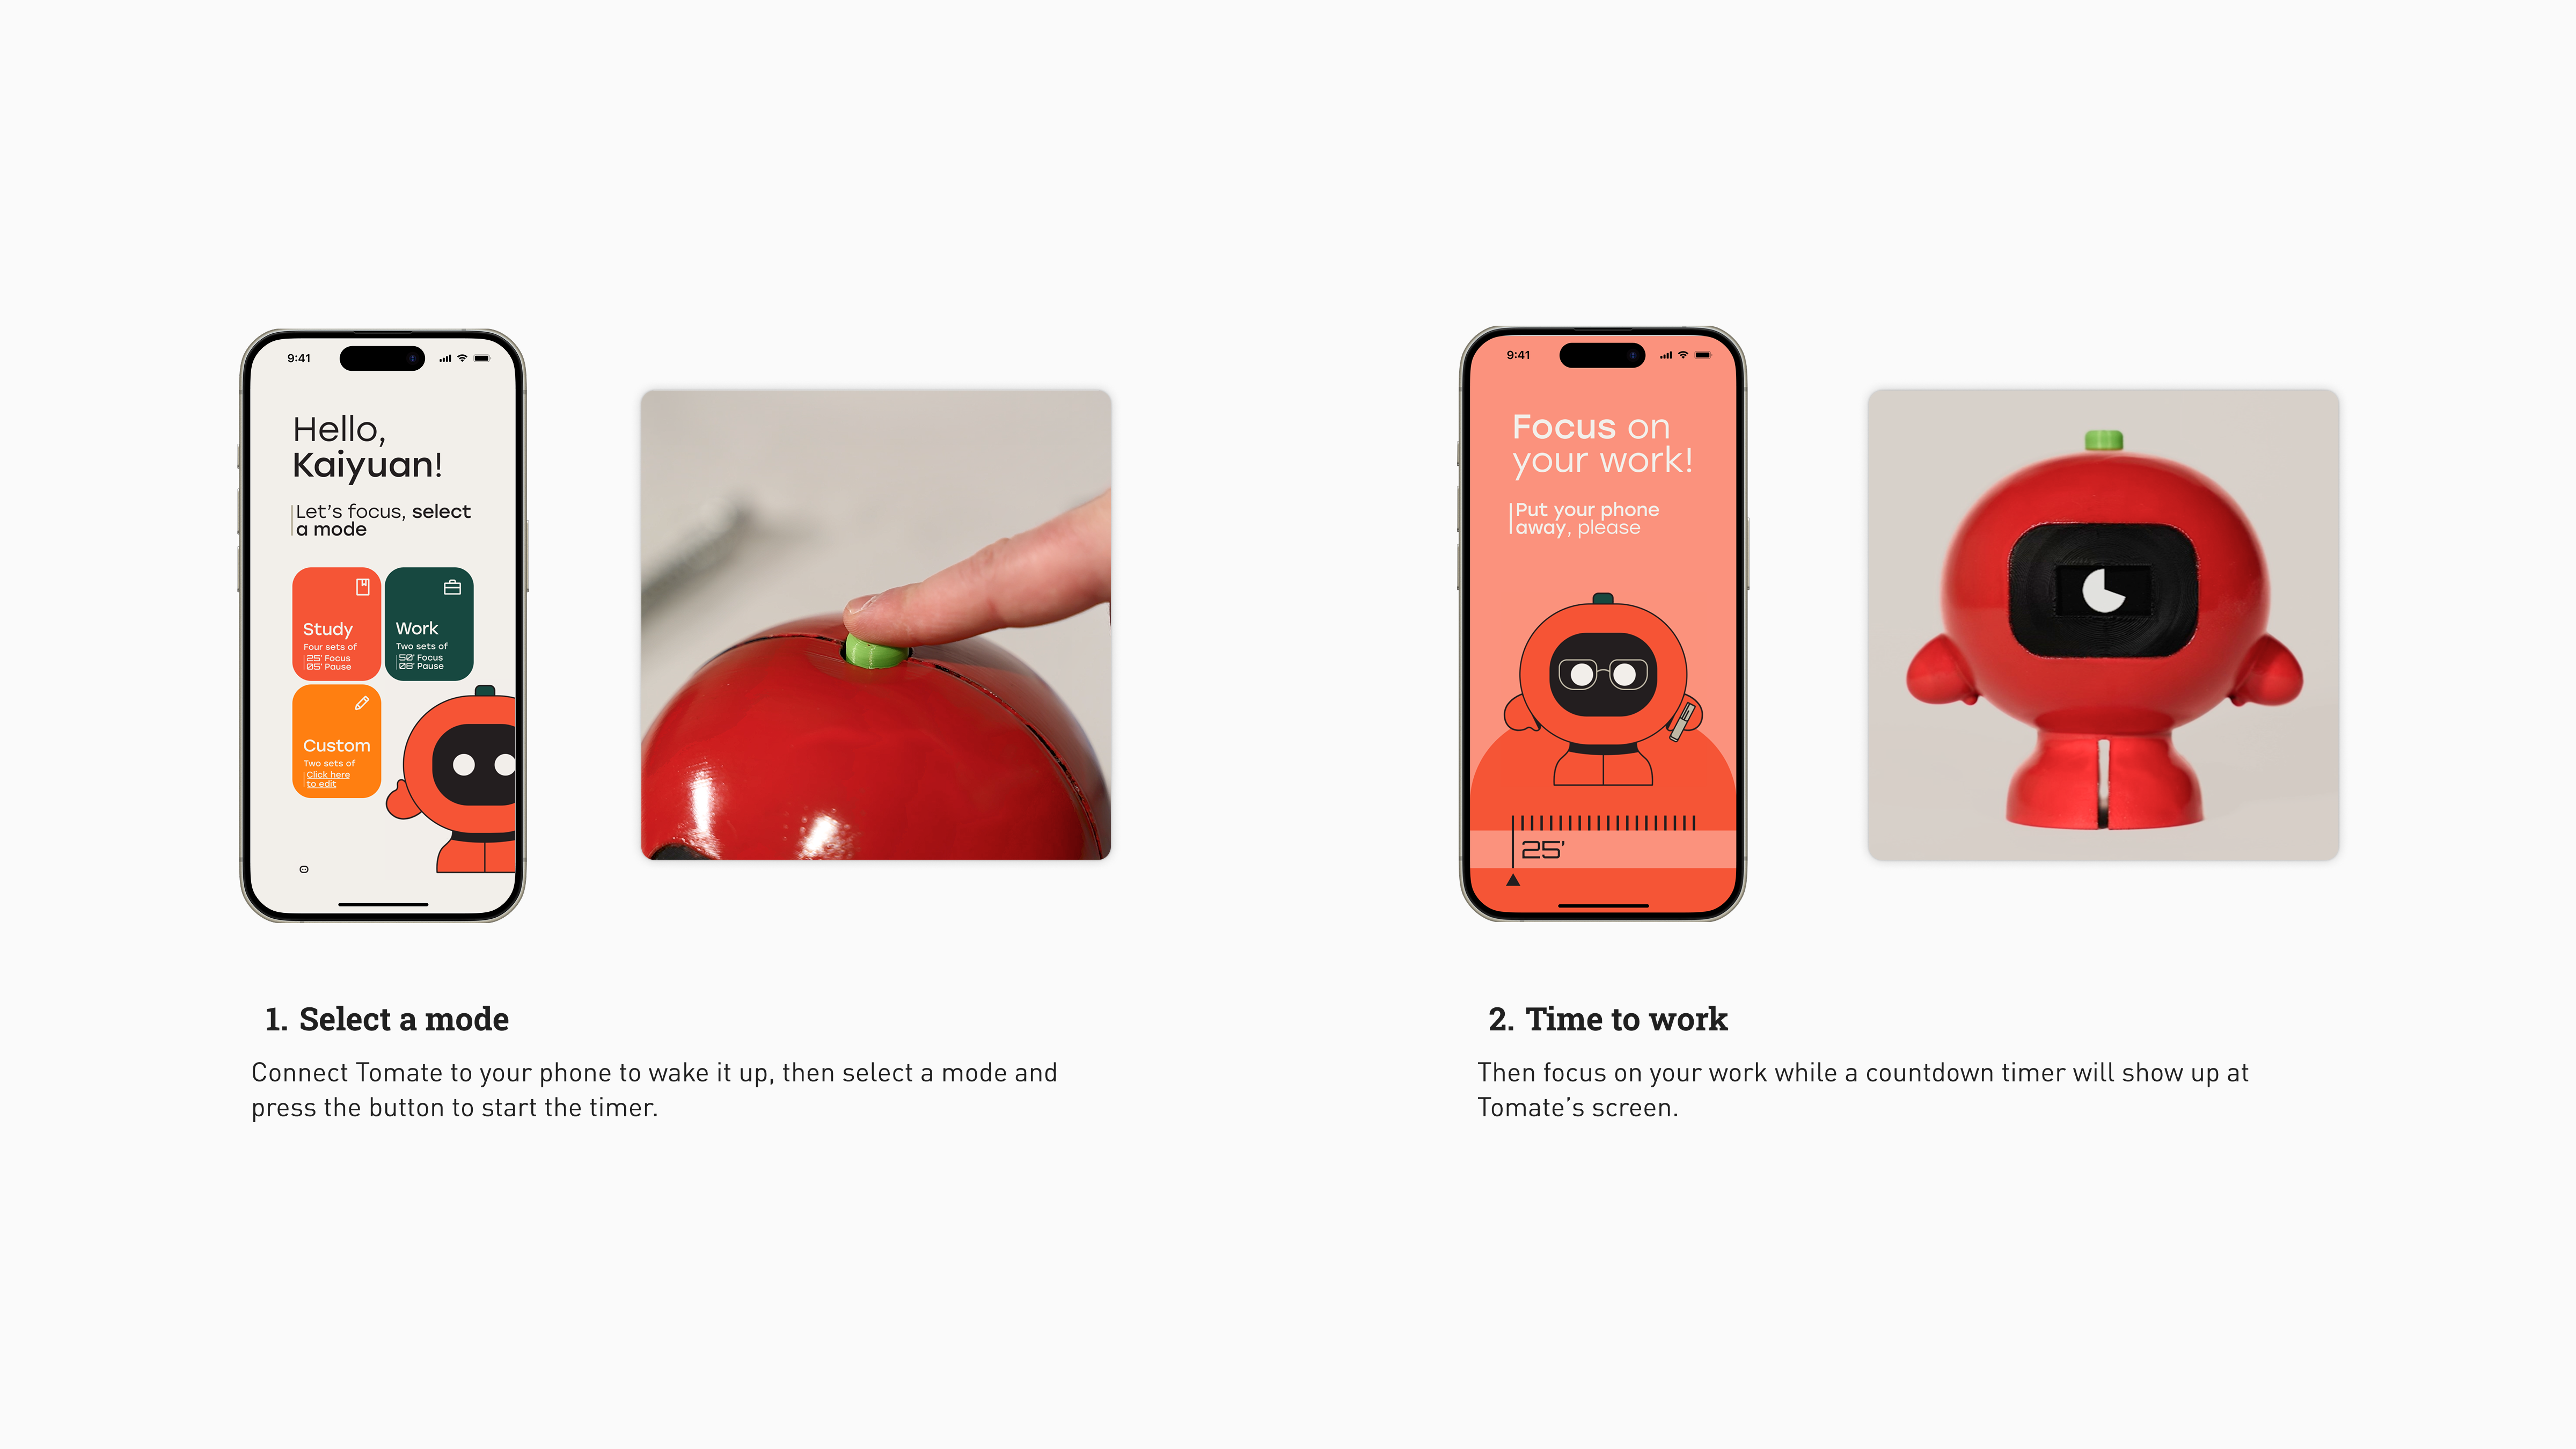 9:41
Hello,
Kaiyuan!
Let's focus, select
a mode
Study
Four sets of
25' Focus
05' Pause
Work
Two sets of
50' Focus
08' Pause
Custom
Two sets of
Click here
to edit
9:41
Focus on
your work!
Put your phone
away, please
25'
1. Select a mode
Connect Tomate to your phone to wake it up, then select a mode and
press the button to start the timer.
2. Time to work
Then focus on your work while a countdown timer will show up at
Tomate’s screen.